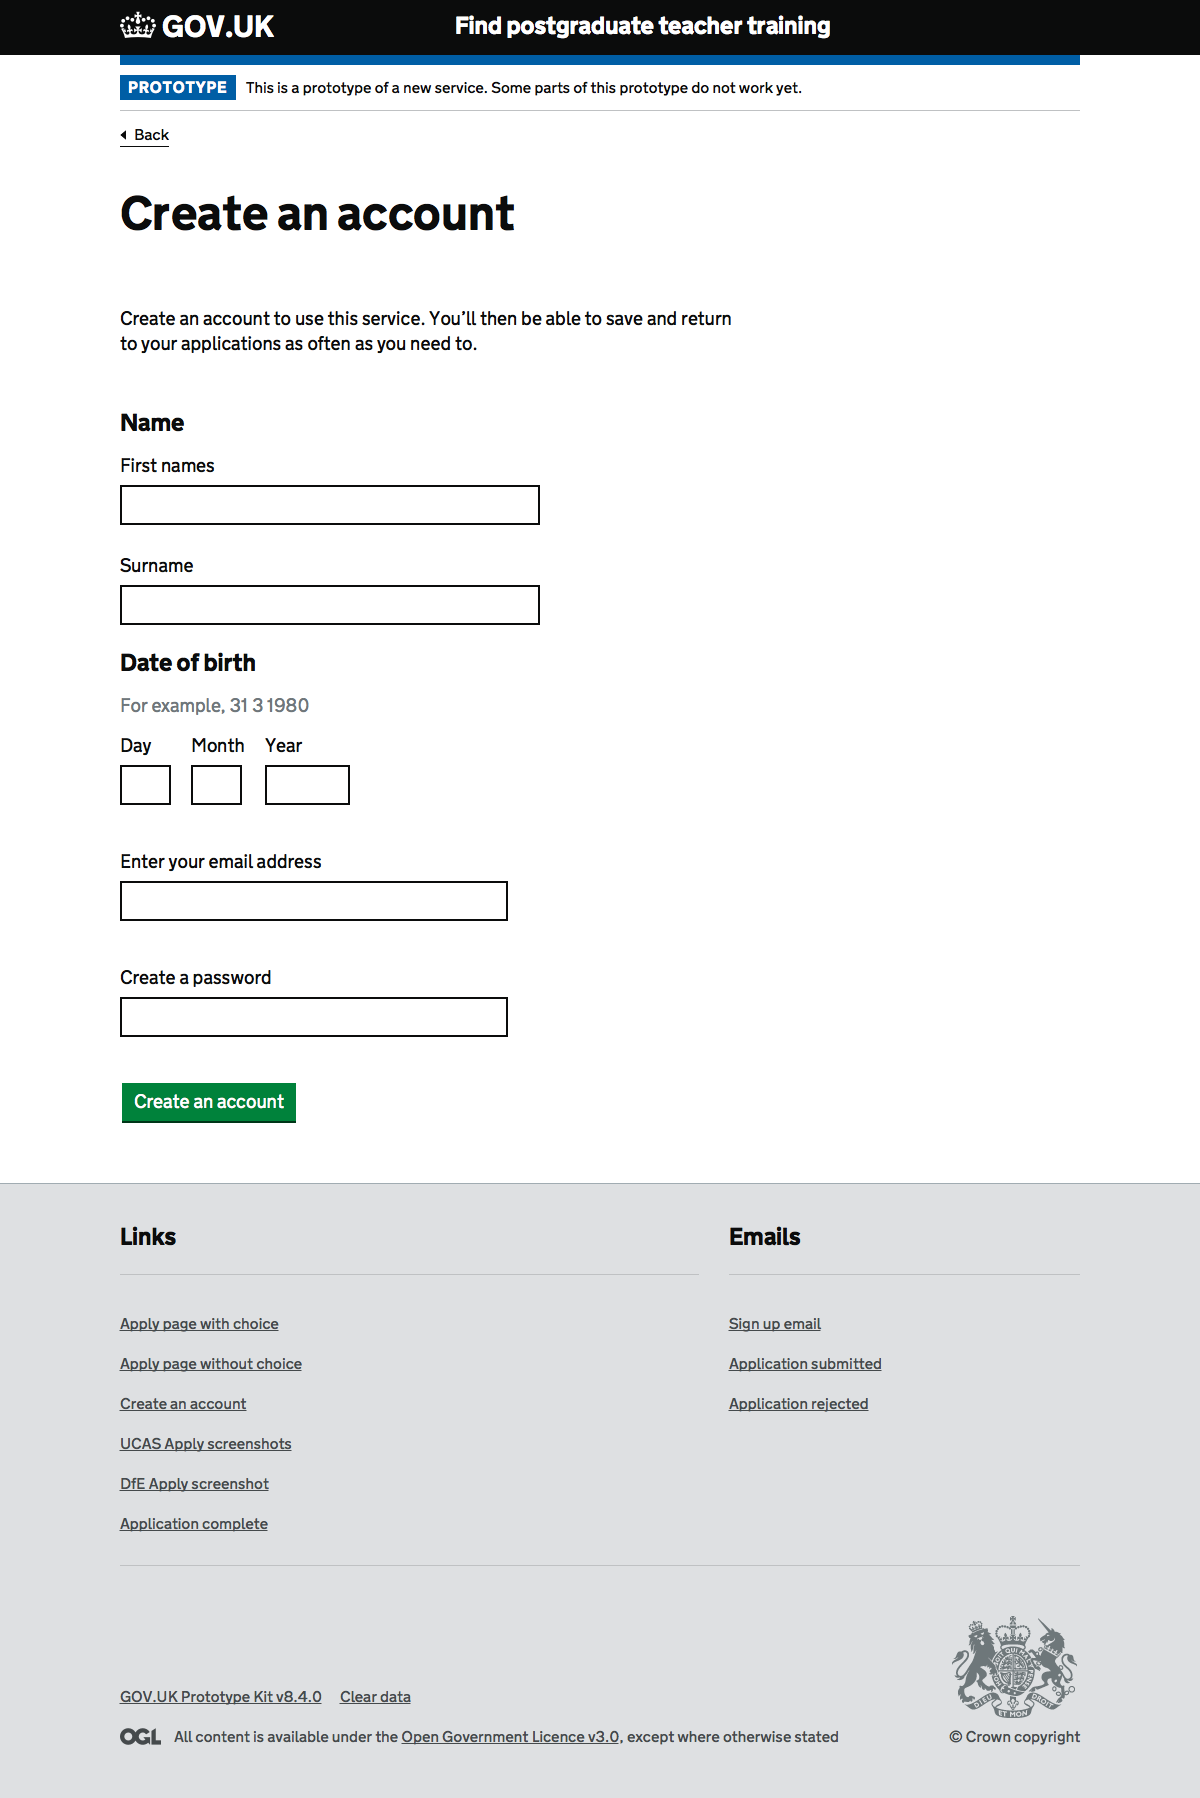 GOV.UK
Find postgraduate teacher training
PROTOTYPE This is a prototype of a new service. Some parts of this prototype do not work yet.
Back
Create an account
Create an account to use this service. You’ll then be able to save and return
to your applications as often as you need to.
Name
First names
Surname
Date of birth
For example, 31 3 1980
Day Month Year
Enter your email address
Create a password
Create an account
Links
Apply page with choice
Apply page without choice
Create an account
UCAS Apply screenshots
DfE Apply screenshot
Application complete
Emails
Sign up email
Application submitted
Application rejected
GOV.UK Prototype Kit v8.4.0 Clear data
OGL All content is available under the Open Government Licence v3.0, except where otherwise stated
DIEU ET MON DROIT
© Crown copyright